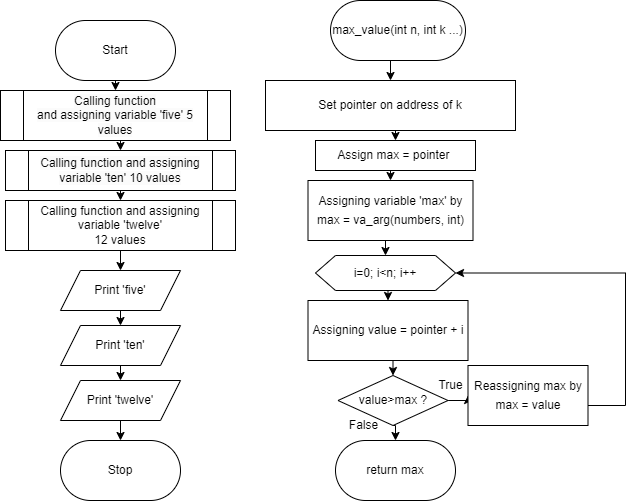 Start
Calling function
and assigning variable 'five' 5
values
Calling function and assigning
variable 'ten' 10 values
Calling function and assigning
variable 'twelve'
12 values
Print 'five'
Print 'ten'
Print 'twelve'
Stop
max_value(int n, int k ...)
Set pointer on address of k
Assign max = pointer
Assigning variable 'max' by
max = va_arg(numbers, int)
i=0; i<n; i++
Assigning value = pointer + i
value>max ?
True
Reassigning max by
max = value
False
return max